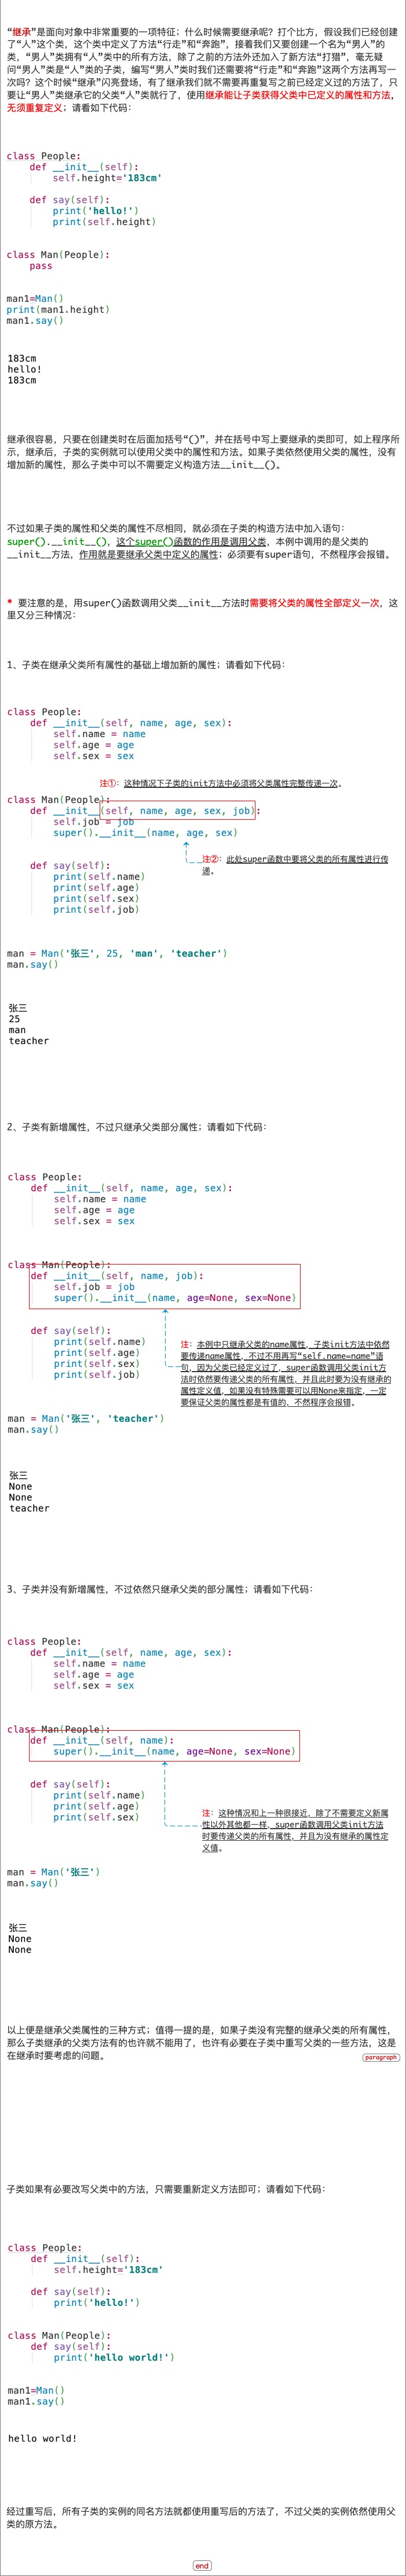 “继承”是面向对象中非常重要的一项特征；什么时候需要继承呢？打个比方，假设我们已经创建
了“人”这个类，这个类中定义了方法“行走”和“奔跑”，接着我们又要创建一个名为“男人”的
类，“男人”类拥有“人”类中的所有方法，除了之前的方法外还加入了新方法“打猎”，毫无疑
问“男人”类是“人”类的子类，编写“男人”类时我们还需要将“行走”和“奔跑”这两个方法再写一
次吗？这个时候“继承”闪亮登场，有了继承我们就不需要再重复写之前已经定义过的方法了，只
要让“男人”类继承它的父类“人”类就行了，使用继承能让子类获得父类中已定义的属性和方法，
无须重复定义；请看如下代码：
class People:
    def __init__(self):
        self.height='183cm'
    def say(self):
        print('hello!')
        print(self.height)
class Man(People):
    pass
man1=Man()
print(man1.height)
man1.say()
183cm
hello!
183cm
继承很容易，只要在创建类时在后面加括号“()”，并在括号中写上要继承的类即可，如上程序所
示，继承后，子类的实例就可以使用父类中的属性和方法。如果子类依然使用父类的属性，没有
增加新的属性，那么子类中可以不需要定义构造方法__init__()。
不过如果子类的属性和父类的属性不尽相同，就必须在子类的构造方法中加入语句：
super().__init__()，这个super()函数的作用是调用父类，本例中调用的是父类的
__init__方法，作用就是要继承父类中定义的属性；必须要有super语句，不然程序会报错。
* 要注意的是，用super()函数调用父类__init__方法时需要将父类的属性全部定义一次，这
里又分三种情况：
1、子类在继承父类所有属性的基础上增加新的属性；请看如下代码：
class People:
    def __init__(self, name, age, sex):
        self.name = name
        self.age = age
        self.sex = sex
注①：这种情况下子类的init方法中必须将父类属性完整传递一次。
class Man(People):
    def __init__(self, name, age, sex, job):
        self.job = job
        super().__init__(name, age, sex)
注②：此处super函数中要将父类的所有属性进行传
递。
    def say(self):
        print(self.name)
        print(self.age)
        print(self.sex)
        print(self.job)
man = Man('张三', 25, 'man', 'teacher')
man.say()
张三
25
man
teacher
2、子类有新增属性，不过只继承父类部分属性；请看如下代码：
class People:
    def __init__(self, name, age, sex):
        self.name = name
        self.age = age
        self.sex = sex
class Man(People):
    def __init__(self, name, job):
        self.job = job
        super().__init__(name, age=None, sex=None)
    def say(self):
        print(self.name)
        print(self.age)
        print(self.sex)
        print(self.job)
注：本例中只继承父类的name属性，子类init方法中依然
要传递name属性，不过不用再写“self.name=name”语
句，因为父类已经定义过了，super函数调用父类init方
法时依然要传递父类的所有属性，并且此时要为没有继承的
属性定义值，如果没有特殊需要可以用None来指定，一定
要保证父类的属性都是有值的，不然程序会报错。
man = Man('张三', 'teacher')
man.say()
张三
None
None
teacher
3、子类并没有新增属性，不过依然只继承父类的部分属性；请看如下代码：
class People:
    def __init__(self, name, age, sex):
        self.name = name
        self.age = age
        self.sex = sex
class Man(People):
    def __init__(self, name):
        super().__init__(name, age=None, sex=None)
    def say(self):
        print(self.name)
        print(self.age)
        print(self.sex)
注：这种情况和上一种很接近，除了不需要定义新属
性以外其他都一样，super函数调用父类init方法
时要传递父类的所有属性，并且为没有继承的属性定
义值。
man = Man('张三')
man.say()
张三
None
None
以上便是继承父类属性的三种方式；值得一提的是，如果子类没有完整的继承父类的所有属性，
那么子类继承的父类方法有的也许就不能用了，也许有必要在子类中重写父类的一些方法，这是
在继承时要考虑的问题。
paragraph
子类如果有必要改写父类中的方法，只需要重新定义方法即可；请看如下代码：
class People:
    def __init__(self):
        self.height='183cm'
    def say(self):
        print('hello!')
class Man(People):
    def say(self):
        print('hello world!')
man1=Man()
man1.say()
hello world!
经过重写后，所有子类的实例的同名方法就都使用重写后的方法了，不过父类的实例依然使用父
类的原方法。
end